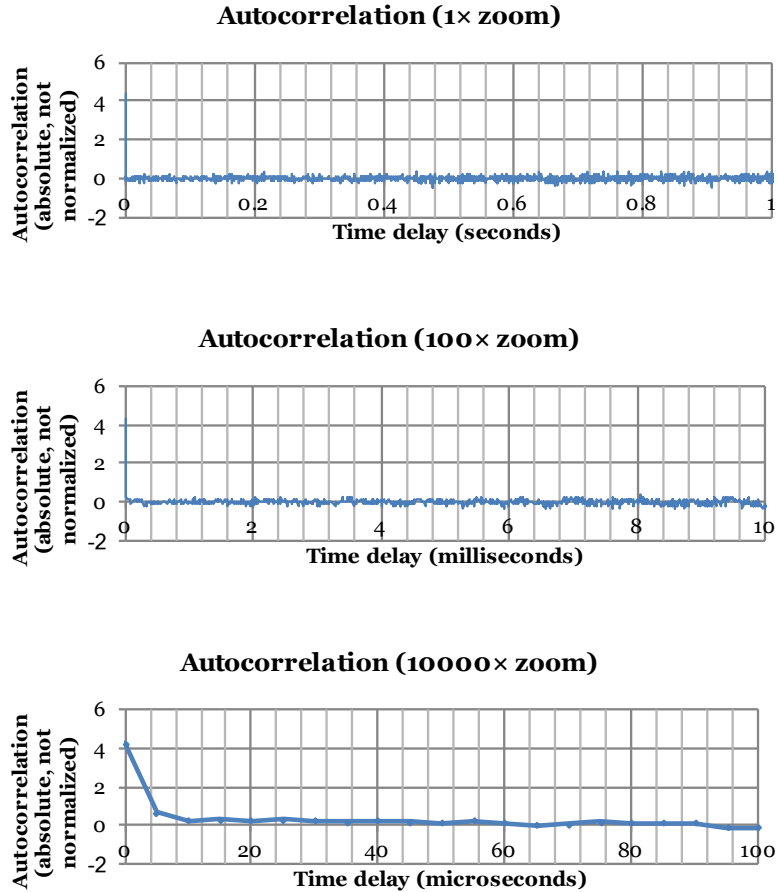 Autocorrelation (1× zoom)
Autocorrelation
(absolute, not
normalized)
6
4
2
0
-2
0
0.2
0.4
0.6
0.8
1
Time delay (seconds)
Autocorrelation (100× zoom)
Autocorrelation
(absolute, not
normalized)
6
4
2
0
-2
0
2
4
6
8
10
Time delay (milliseconds)
Autocorrelation (10000× zoom)
Autocorrelation
(absolute, not
normalized)
6
4
2
0
-2
0
20
40
60
80
100
Time delay (microseconds)